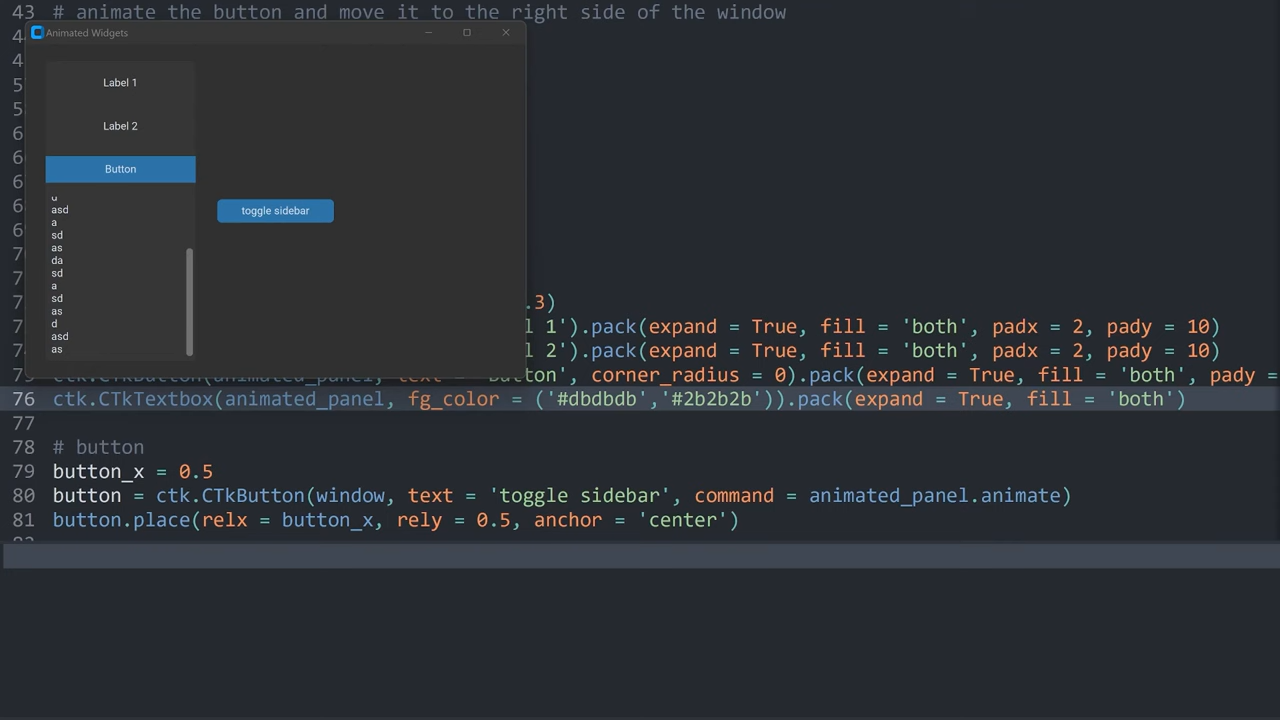 43 # animate the button and move it to the right side of the window
Animated Widgets
Label 1
Label 2
Button
asd
a
sd
as
da
sd
a
sd
as
d
asd
as
toggle sidebar
.3)
1').pack(expand = True, fill = 'both', padx = 2, pady = 10)
2').pack(expand = True, fill = 'both', padx = 2, pady = 10)
75 ctk.CTkButton(animated_panel, text = 'Button', corner_radius = 0).pack(expand = True, fill = 'both', pady =
76 ctk.CTkTextbox(animated_panel, fg_color = ('#dbdbdb','#2b2b2b')).pack(expand = True, fill = 'both')
77
78 # button
79 button_x = 0.5
80 button = ctk.CTkButton(window, text = 'toggle sidebar', command = animated_panel.animate)
81 button.place(relx = button_x, rely = 0.5, anchor = 'center')